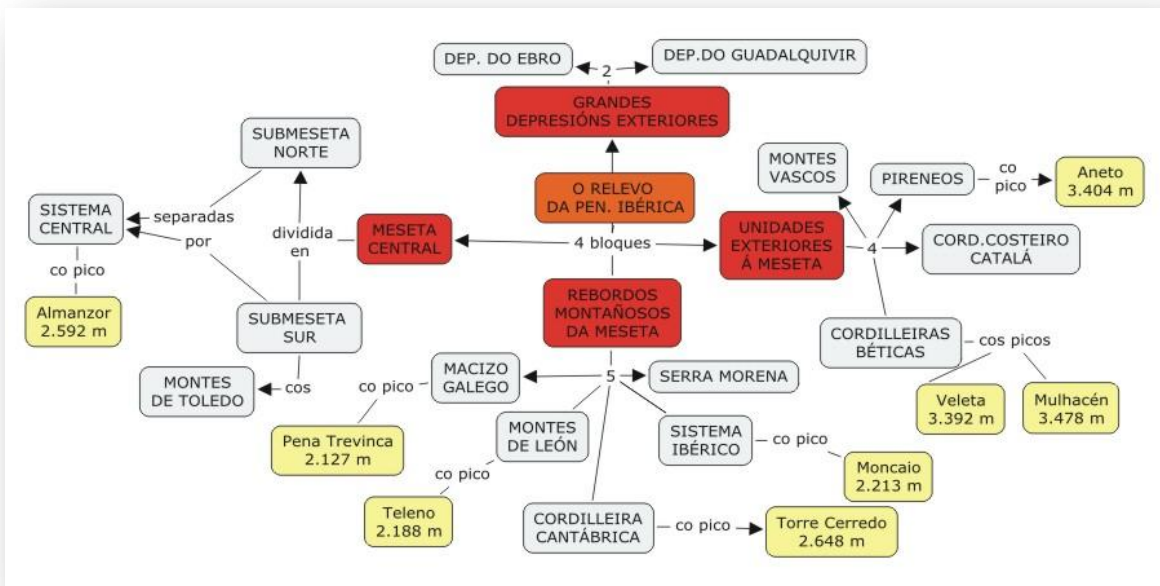 DEP. DO EBRO
2
DEP.DO GUADALQUIVIR
GRANDES
DEPRESIÓNS EXTERIORES
SUBMESETA
NORTE
MONTES
VASCOS
PIRENEOS
co
pico
Aneto
3.404 m
O RELEVO
DA PEN. IBÉRICA
SISTEMA
CENTRAL
separadas
por
dividida
en
MESETA
CENTRAL
4 bloques
UNIDADES
EXTERIORES
Á MESETA
4
CORD.COSTEIRO
CATALÁ
co pico
Almanzor
2.592 m
SUBMESETA
SUR
REBORDOS
MONTAÑOSOS
DA MESETA
CORDILLEIRAS
BÉTICAS
cos picos
MONTES
DE TOLEDO
cos
co pico
MACIZO
GALEGO
5
SERRA MORENA
Veleta
3.392 m
Mulhacén
3.478 m
Pena Trevinca
2.127 m
MONTES
DE LEÓN
SISTEMA
IBÉRICO
co pico
Moncaio
2.213 m
co pico
Teleno
2.188 m
CORDILLEIRA
CANTÁBRICA
co pico
Torre Cerredo
2.648 m